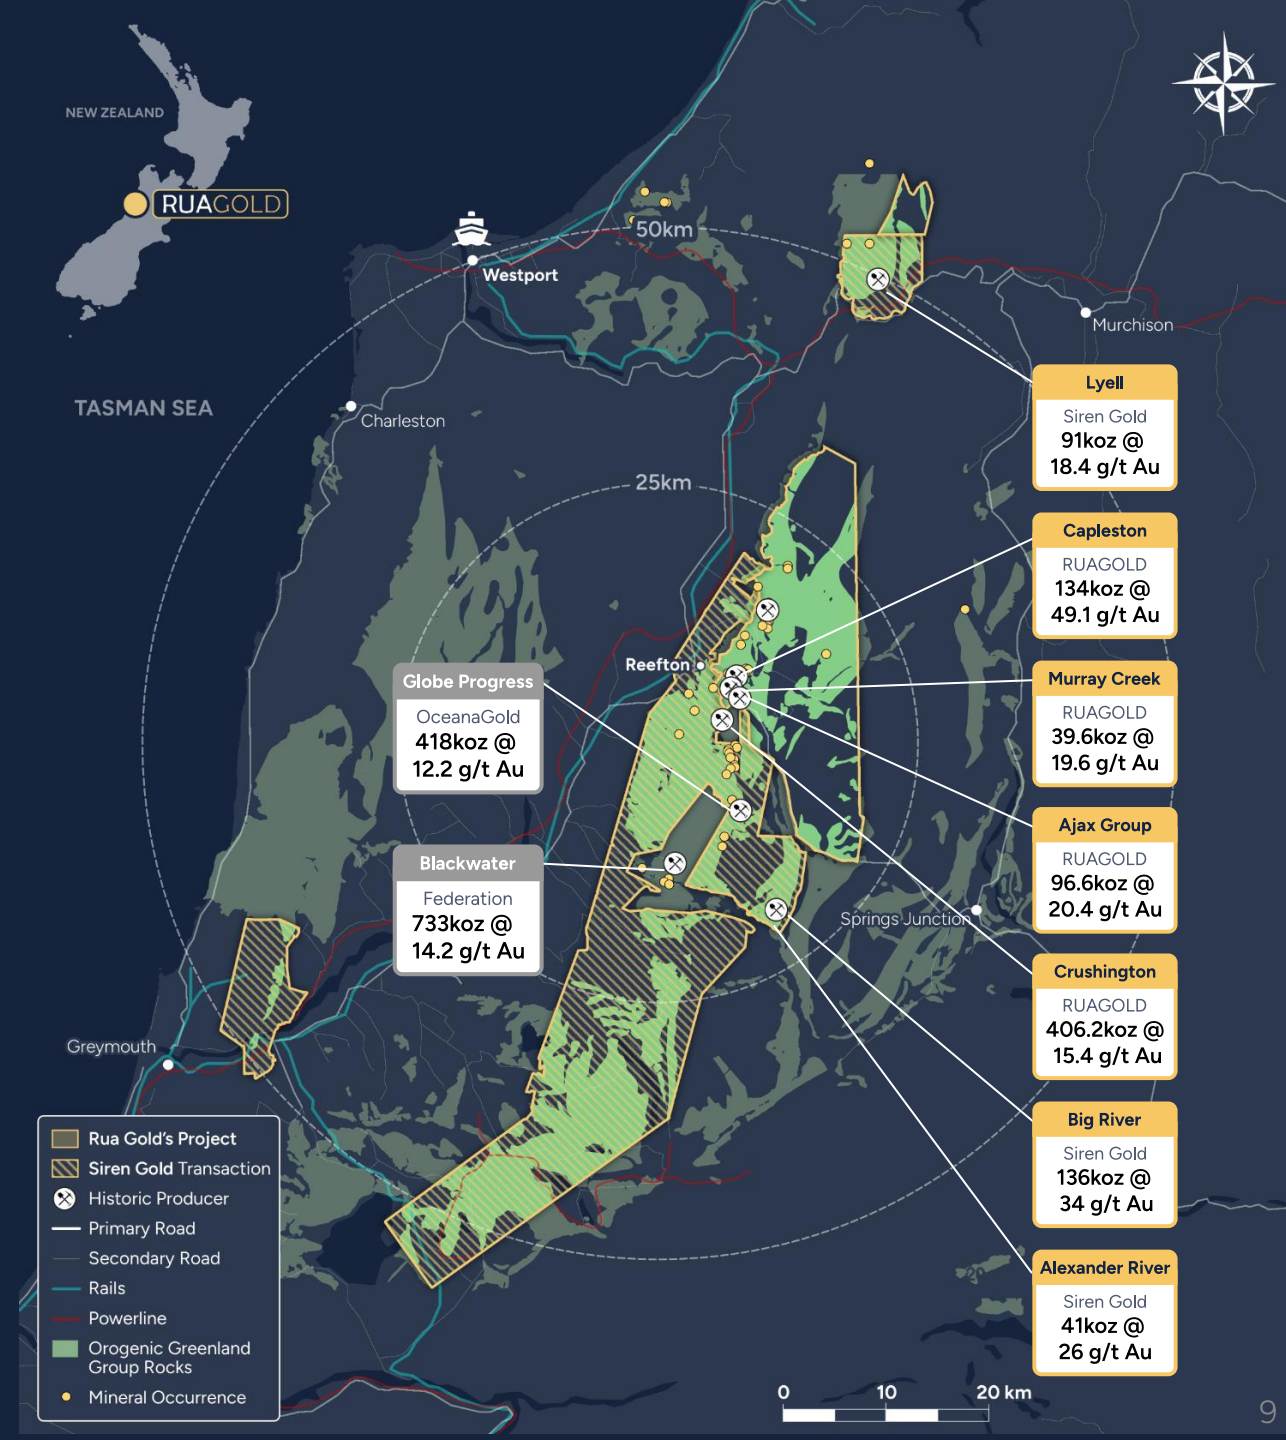 NEW ZEALAND
RUAGOLD
50km
Westport
Murchison
TASMAN SEA
Charleston
25km
Lyell
Siren Gold
91koz @
18.4 g/t Au
Capleston
RUAGOLD
134koz @
49.1 g/t Au
Reefton
Globe Progress
OceanaGold
418koz @
12.2 g/t Au
Murray Creek
RUAGOLD
39.6koz @
19.6 g/t Au
Ajax Group
RUAGOLD
96.6koz @
20.4 g/t Au
Blackwater
Federation
733koz @
14.2 g/t Au
Springs Junction
Crushington
RUAGOLD
406.2koz @
15.4 g/t Au
Greymouth
Big River
Siren Gold
136koz @
34 g/t Au
Alexander River
Siren Gold
41koz @
26 g/t Au
Rua Gold's Project
Siren Gold Transaction
Historic Producer
Primary Road
Secondary Road
Rails
Powerline
Orogenic Greenland
Group Rocks
Mineral Occurrence
0 10 20 km
9